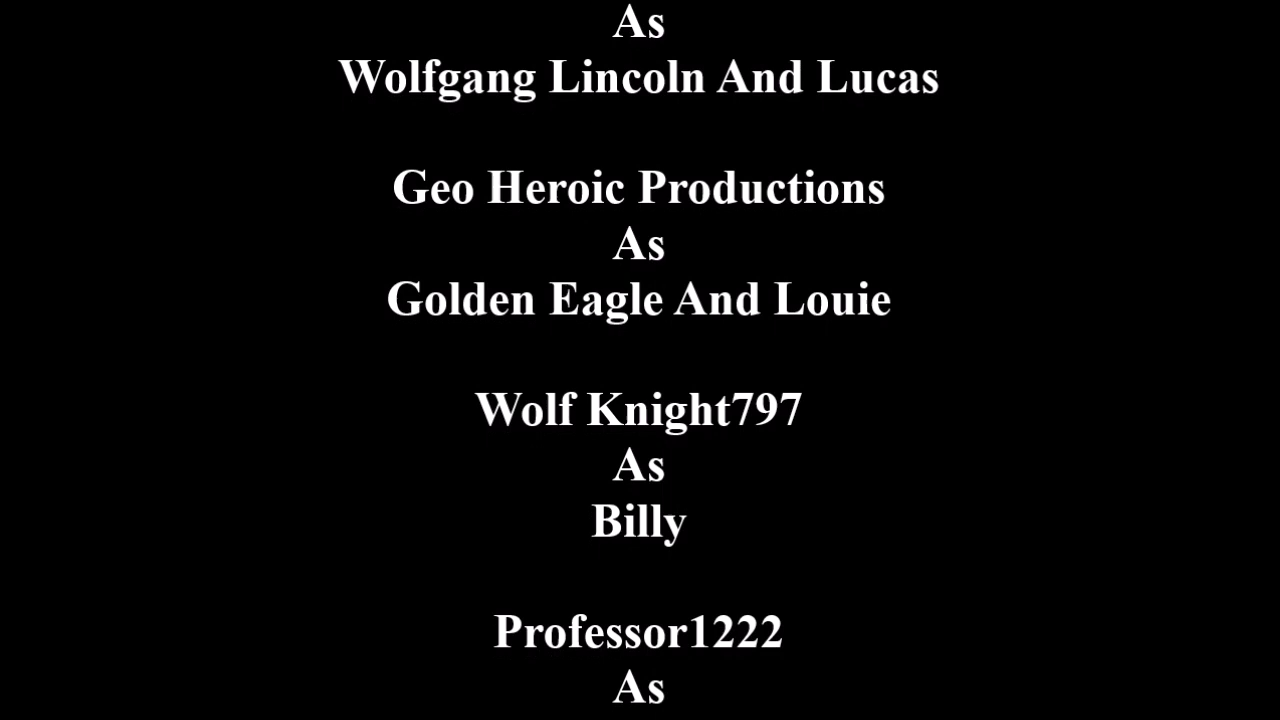 As
Wolfgang Lincoln And Lucas
Geo Heroic Productions
As
Golden Eagle And Louie
Wolf Knight797
As
Billy
Professor1222
As